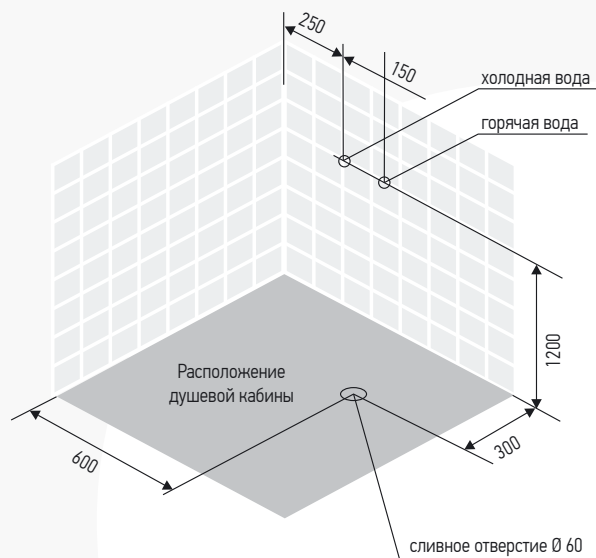 250
150
холодная вода
горячая вода
1200
Расположение
душевой кабины
600
300
сливное отверстие Ø 60